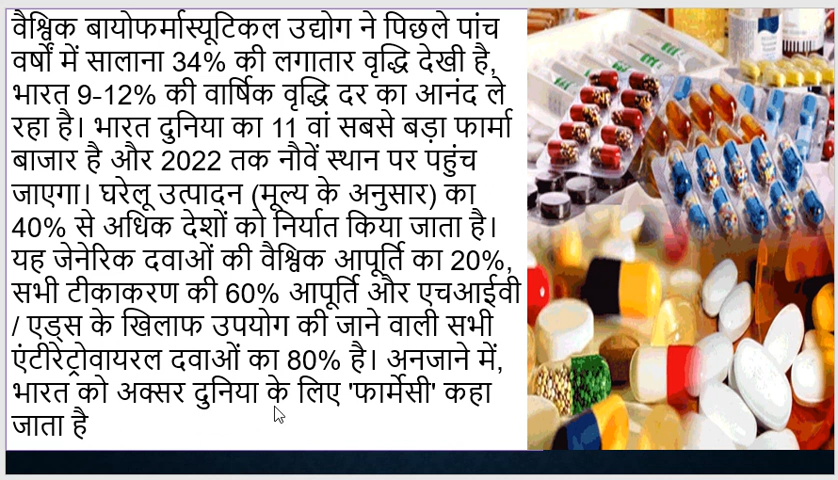 वैश्विक बायोफर्मास्यूटिकल उद्योग ने पिछले पांच
वर्षों में सालाना 34% की लगातार वृद्धि देखी है,
भारत 9-12% की वार्षिक वृद्धि दर का आनंद ले
रहा है। भारत दुनिया का 11 वां सबसे बड़ा फार्मा
बाजार है और 2022 तक नौवें स्थान पर पहुंच
जाएगा। घरेलू उत्पादन (मूल्य के अनुसार) का
40% से अधिक देशों को निर्यात किया जाता है।
यह जेनेरिक दवाओं की वैश्विक आपूर्ति का 20%,
सभी टीकाकरण की 60% आपूर्ति और एचआईवी
/ एड्स के खिलाफ उपयोग की जाने वाली सभी
एंटीरेट्रोवायरल दवाओं का 80% है। अनजाने में,
भारत को अक्सर दुनिया के लिए 'फार्मेसी' कहा
जाता है